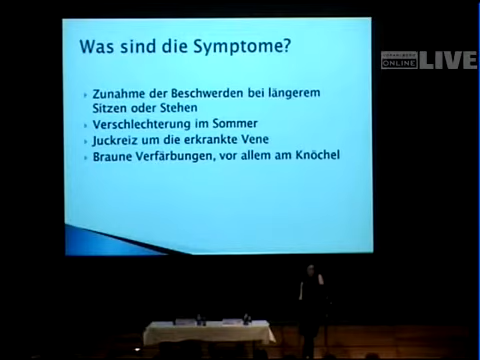 Was sind die Symptome?
ONLINE LIVE
Zunahme der Beschwerden bei längerem
Sitzen oder Stehen
Verschlechterung im Sommer
Juckreiz um die erkrankte Vene
Braune Verfärbungen, vor allem am Knöchel